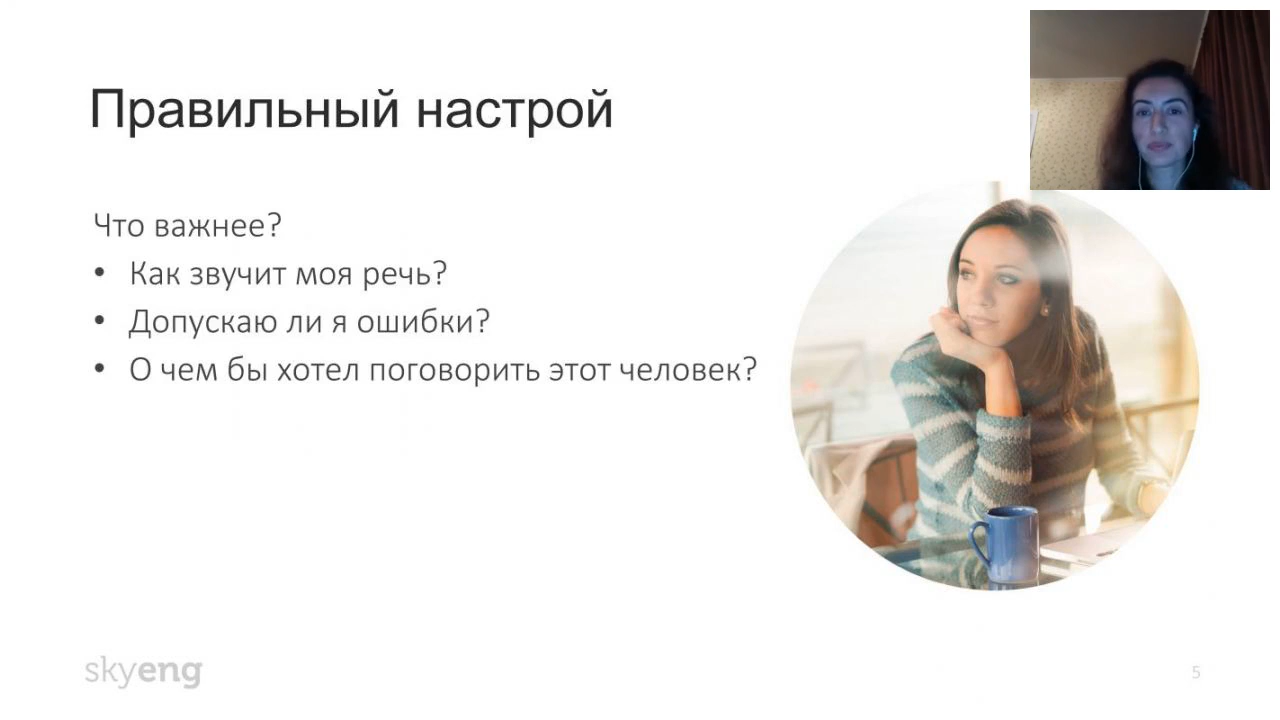 Правильный настрой
Что важнее?
• Как звучит моя речь?
• Допускаю ли я ошибки?
• О чем бы хотел поговорить этот человек?
skyeng
5